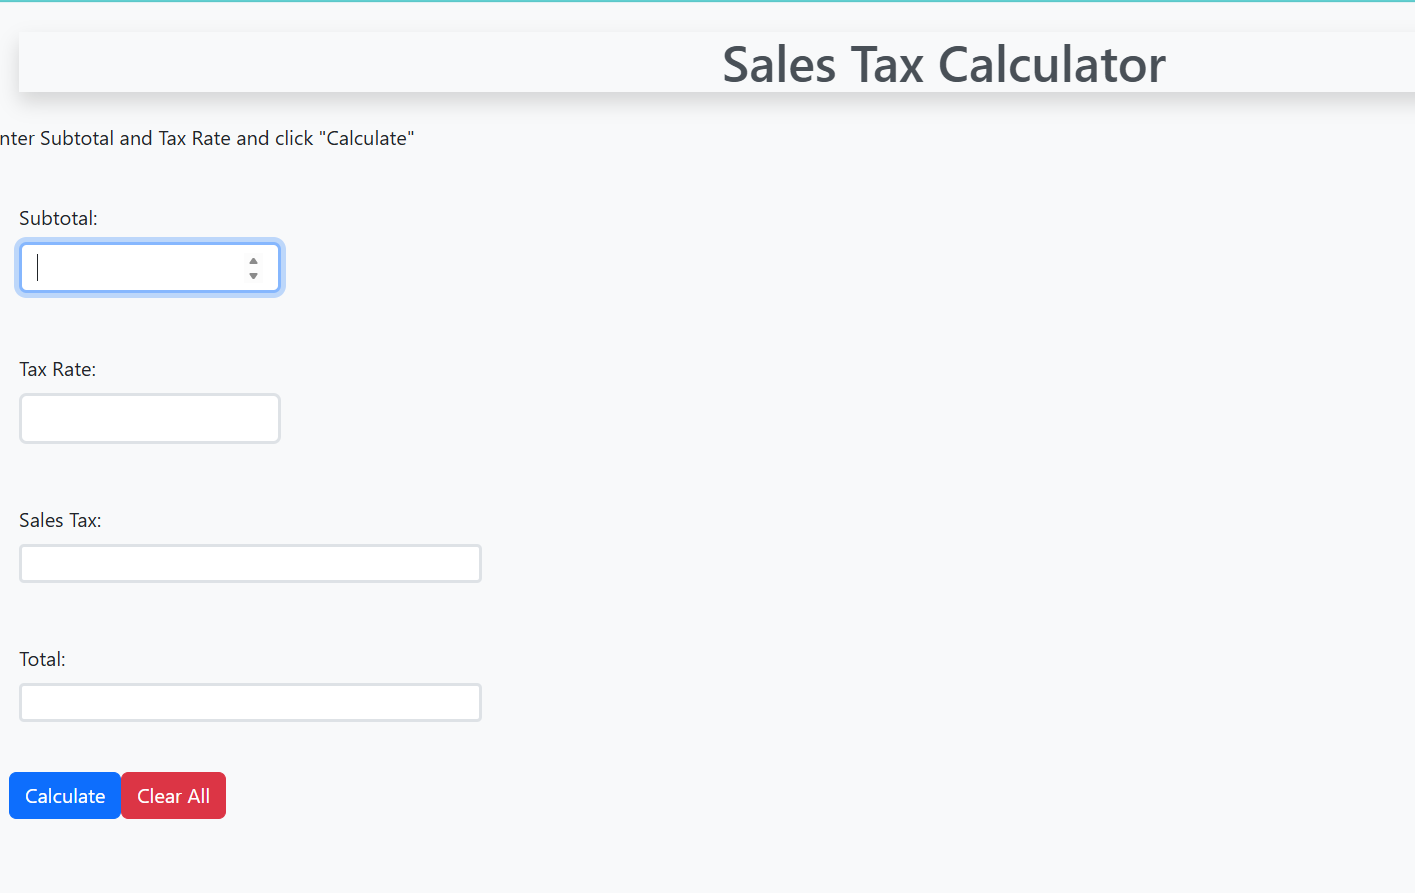 Sales Tax Calculator
nter Subtotal and Tax Rate and click "Calculate"
Subtotal:
Tax Rate:
Sales Tax:
Total:
Calculate Clear All